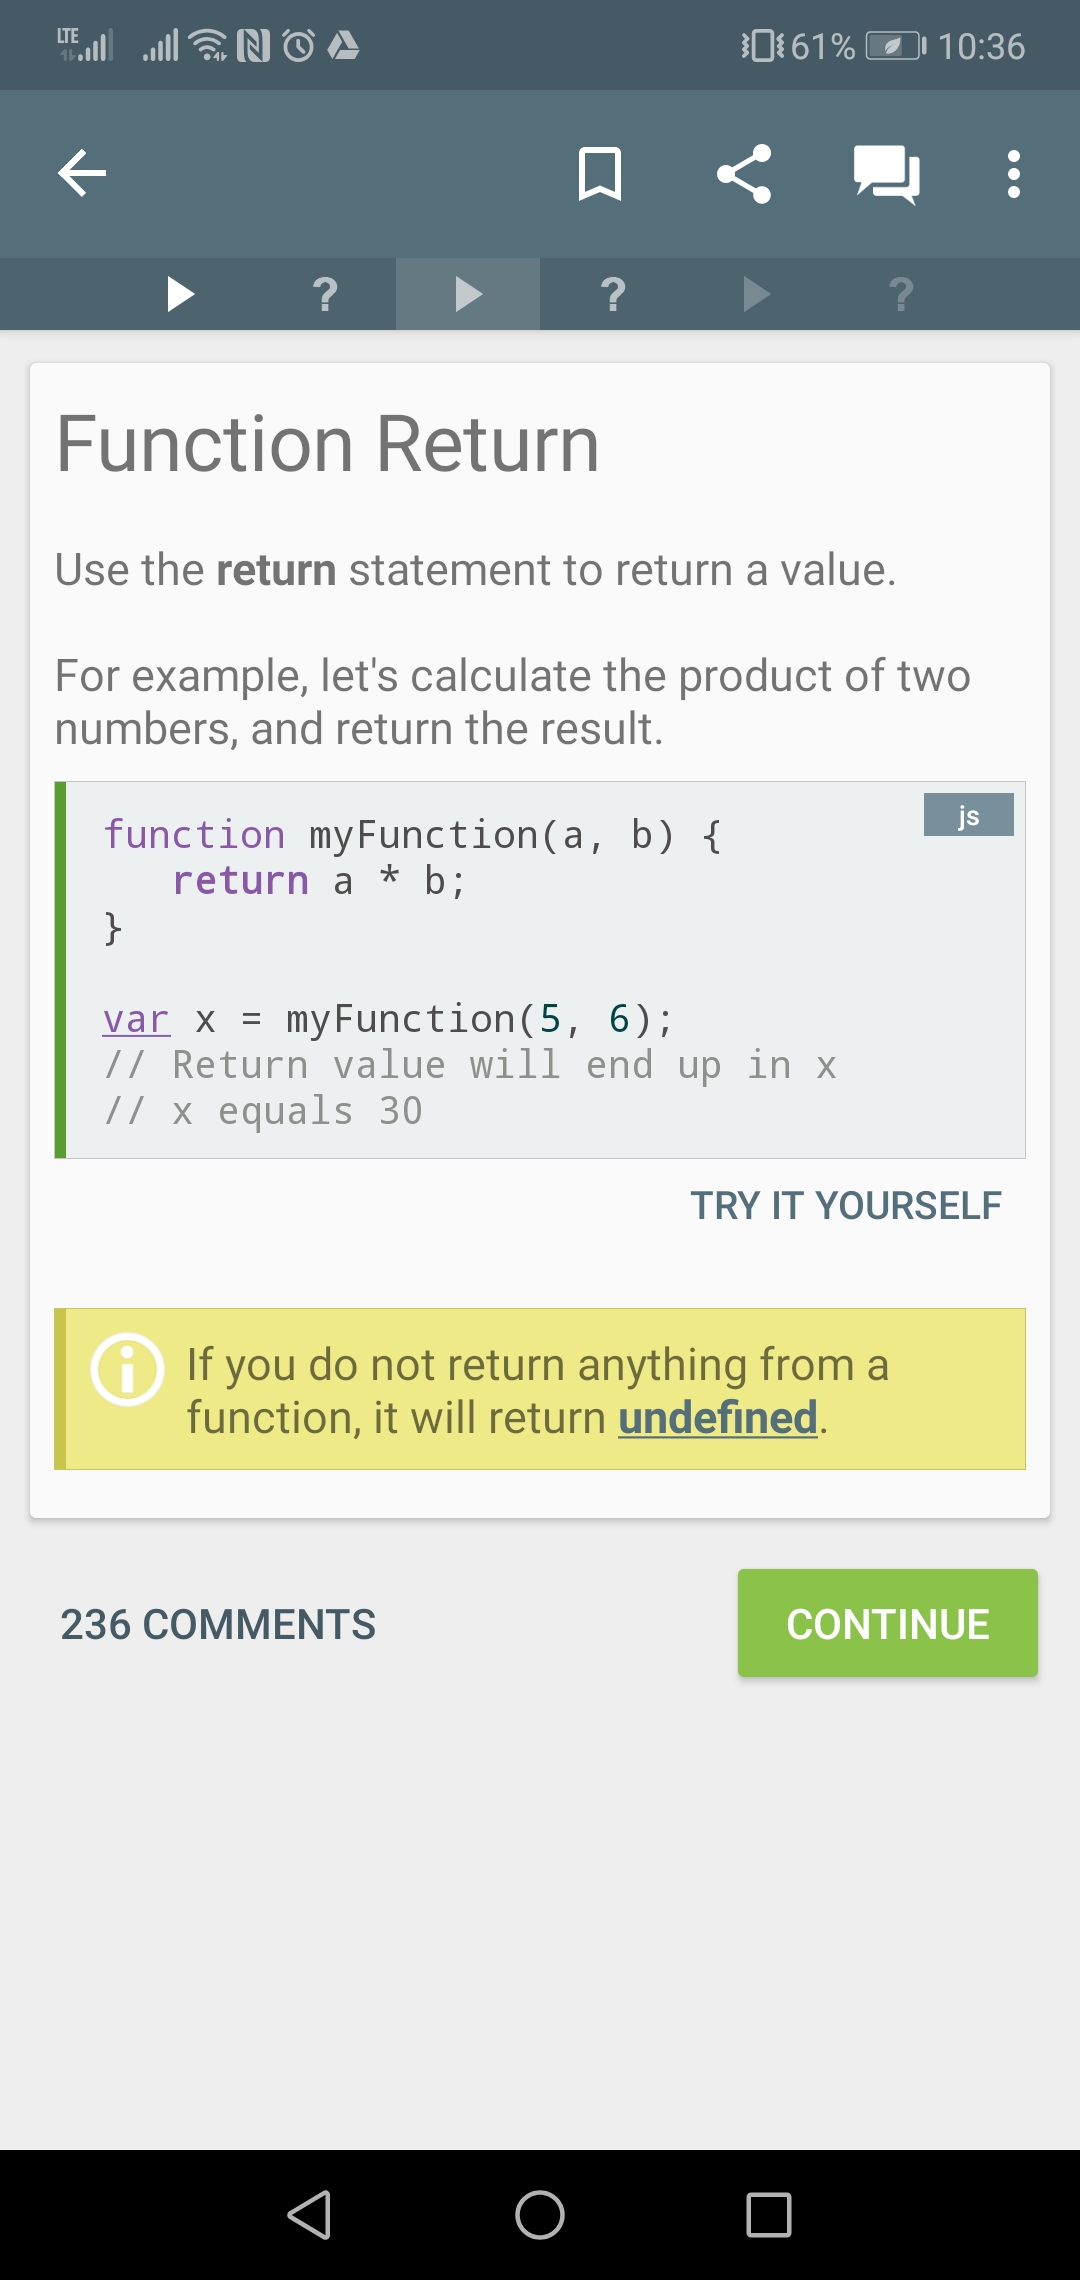 LTE 61% 10:36
? ? ?
Function Return
Use the return statement to return a value.
For example, let's calculate the product of two
numbers, and return the result.
js
function myFunction(a, b) {
return a * b;
}
var x = myFunction(5, 6);
// Return value will end up in x
// x equals 30
TRY IT YOURSELF
If you do not return anything from a
function, it will return undefined.
236 COMMENTS
CONTINUE